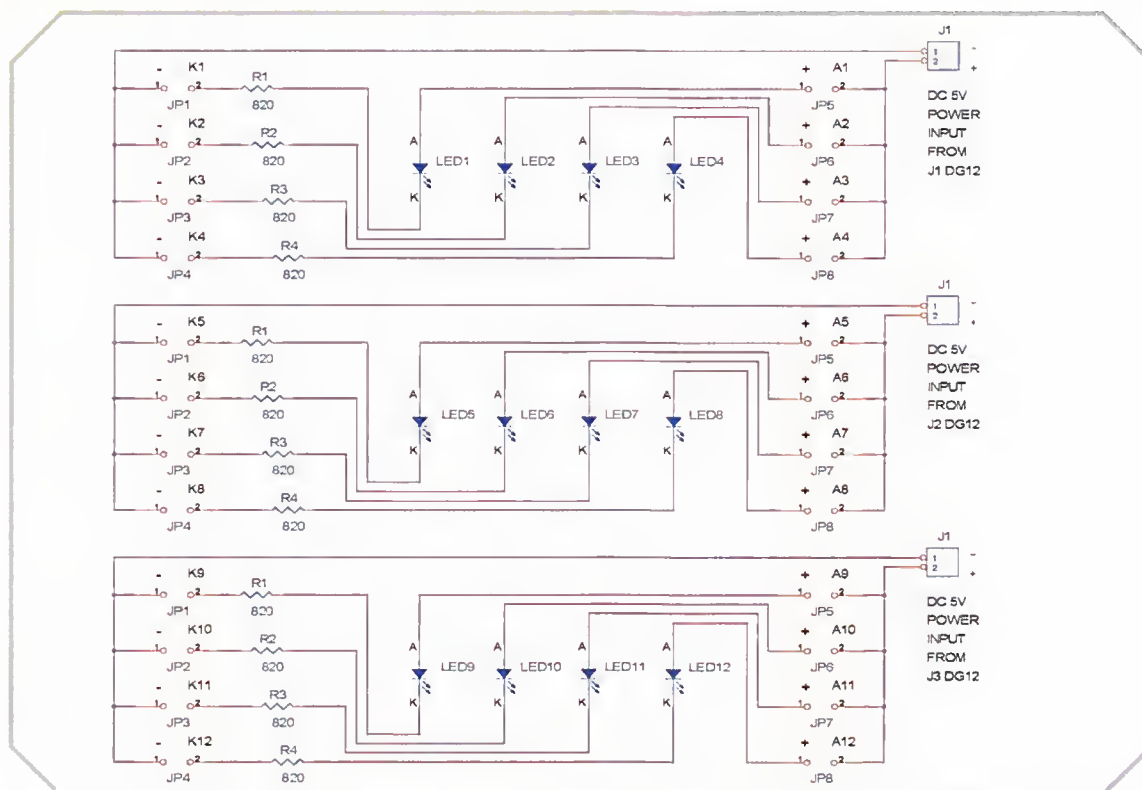 J1
- K1 R1 + A1 1 -
1 2 1 2 2 +
JP1 820 JP5
DC 5V
POWER
INPUT
FROM
J1 DG12
- K2 R2 + A2
1 2 1 2
JP2 820 JP6
A LED1 A LED2 A LED3 A LED4
K K K K
- K3 R3 + A3
1 2 1 2
JP3 820 JP7
- K4 R4 + A4
1 2 1 2
JP4 820 JP8
J1
- K5 R1 + A5 1 -
1 2 1 2 2 +
JP1 820 JP5
DC 5V
POWER
INPUT
FROM
J2 DG12
- K6 R2 + A6
1 2 1 2
JP2 820 JP6
A LED5 A LED6 A LED7 A LED8
K K K K
- K7 R3 + A7
1 2 1 2
JP3 820 JP7
- K8 R4 + A8
1 2 1 2
JP4 820 JP8
J1
- K9 R1 + A9 1 -
1 2 1 2 2 +
JP1 820 JP5
DC 5V
POWER
INPUT
FROM
J3 DG12
- K10 R2 + A10
1 2 1 2
JP2 820 JP6
A LED9 A LED10 A LED11 A LED12
K K K K
- K11 R3 + A11
1 2 1 2
JP3 820 JP7
- K12 R4 + A12
1 2 1 2
JP4 820 JP8